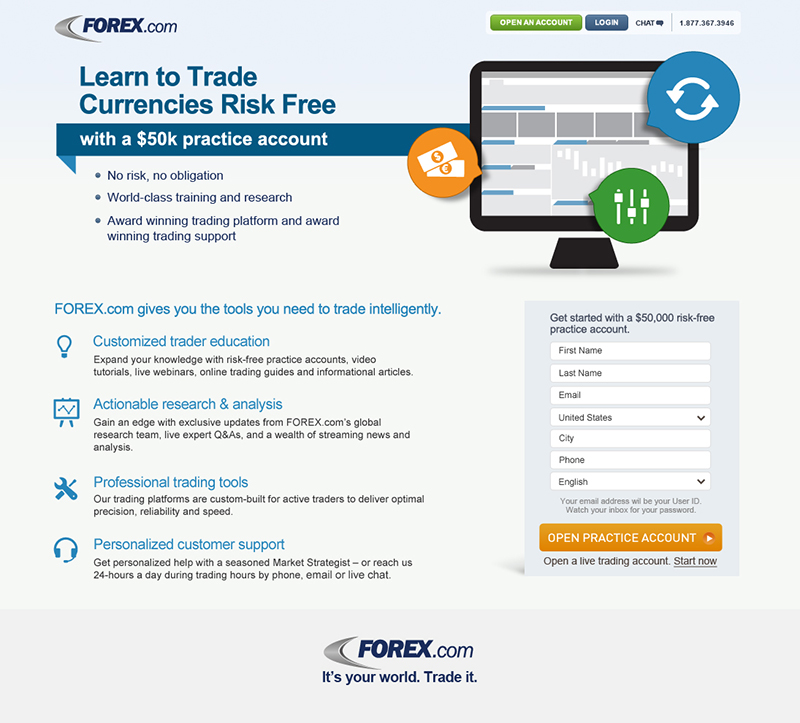 FOREX.com
OPEN AN ACCOUNT
LOGIN
CHAT
1.877.367.3946
Learn to Trade
Currencies Risk Free
with a $50k practice account
No risk, no obligation
World-class training and research
Award winning trading platform and award
winning trading support
$
€
FOREX.com gives you the tools you need to trade intelligently.
Customized trader education
Expand your knowledge with risk-free practice accounts, video
tutorials, live webinars, online trading guides and informational articles.
Actionable research & analysis
Gain an edge with exclusive updates from FOREX.com's global
research team, live expert Q&As, and a wealth of streaming news and
analysis.
Professional trading tools
Our trading platforms are custom-built for active traders to deliver optimal
precision, reliability and speed.
Personalized customer support
Get personalized help with a seasoned Market Strategist – or reach us
24-hours a day during trading hours by phone, email or live chat.
Get started with a $50,000 risk-free
practice account.
First Name
Last Name
Email
United States
City
Phone
English
Your email address wil be your User ID.
Watch your inbox for your password.
OPEN PRACTICE ACCOUNT
Open a live trading account. Start now
FOREX.com
It's your world. Trade it.